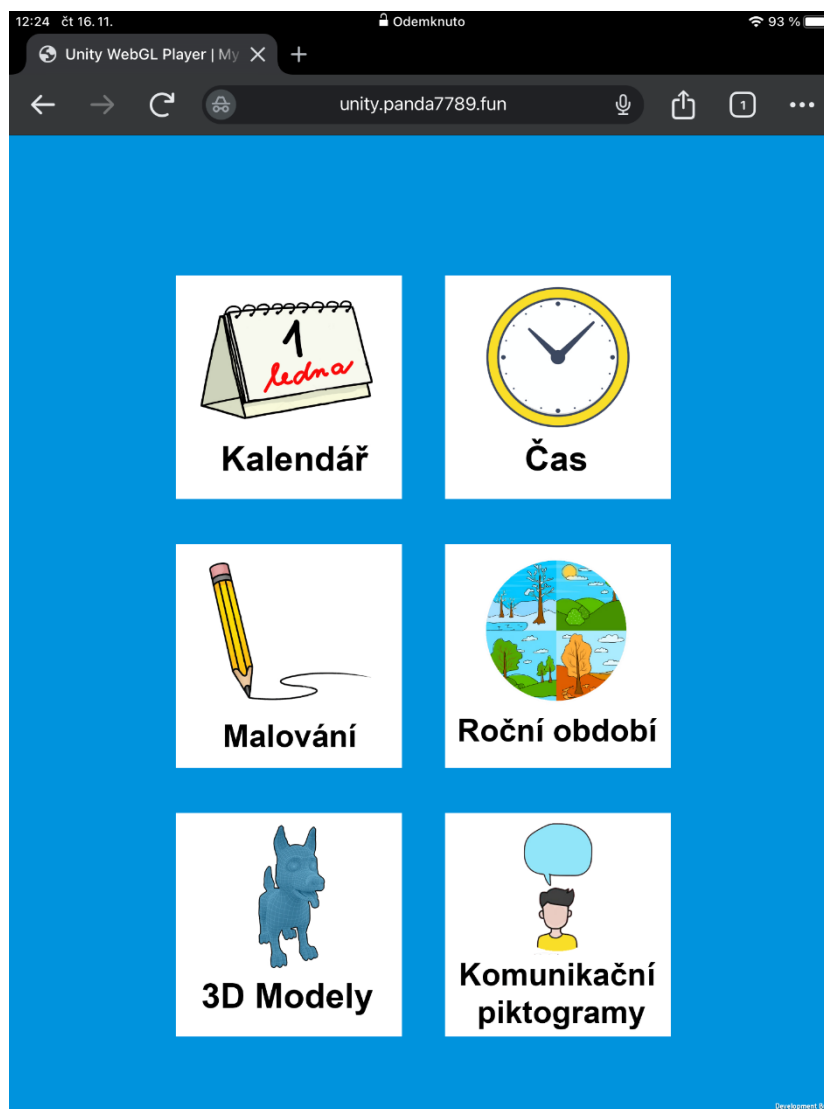 12:24 čt 16. 11. Odemknuto 93 %
Unity WebGL Player | My
unity.panda7789.fun
1
1
ledna
Kalendář
Čas
Malování
Roční období
3D Modely
Komunikační
piktogramy
Development